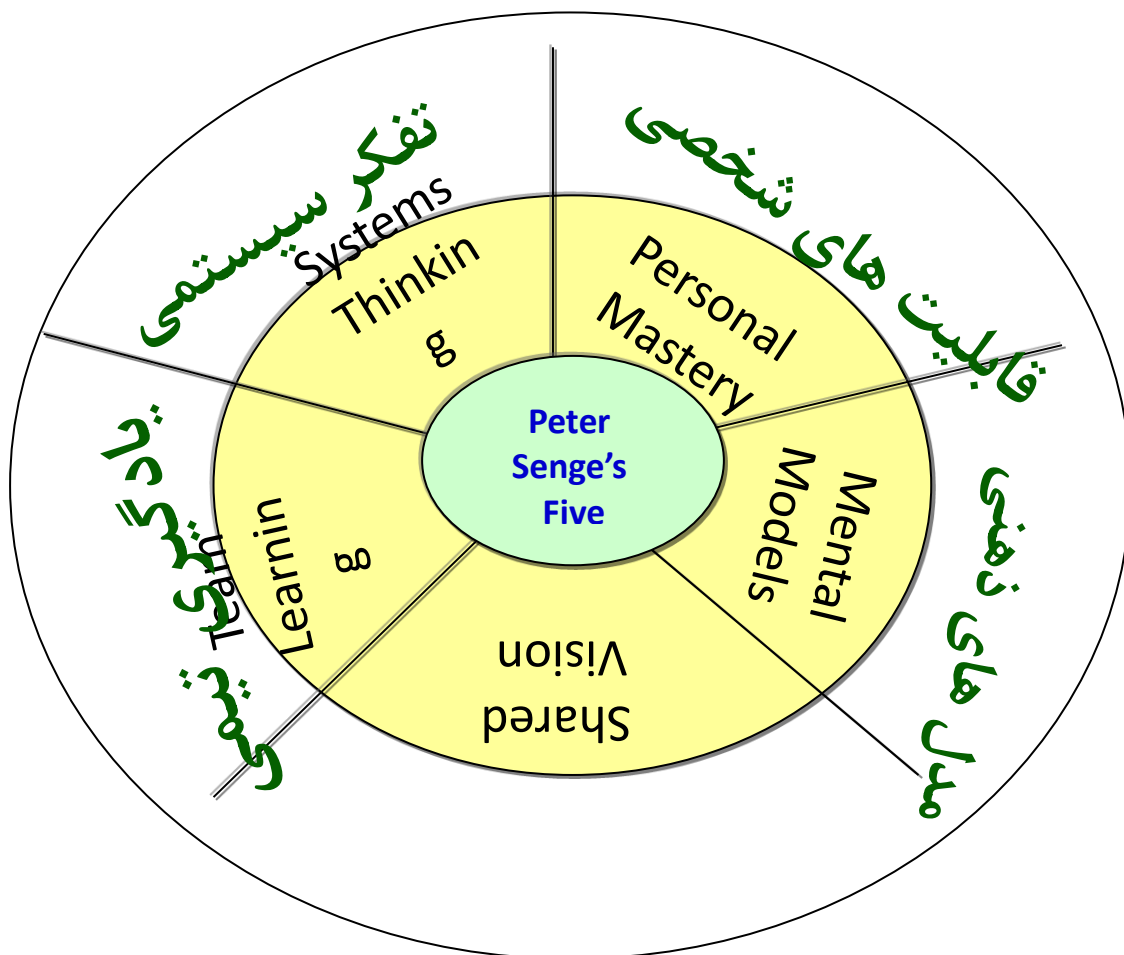 Peter
Senge’s
Five
تفکر سیستمی
Systems
Thinkin
g
قابلیت های شخصی
Personal
Mastery
مدل های ذهنی
Mental
Models
Shared
Vision
یادگیری تیمی
Team
Learnin
g